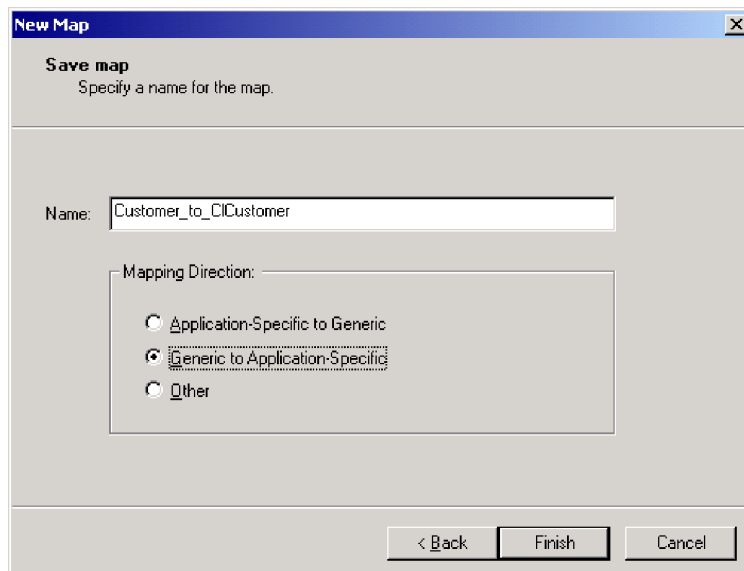 New Map
Save map
Specify a name for the map.
Name: Customer_to_ClCustomer
Mapping Direction:
Application-Specific to Generic
Generic to Application-Specific
Other
< Back Finish Cancel